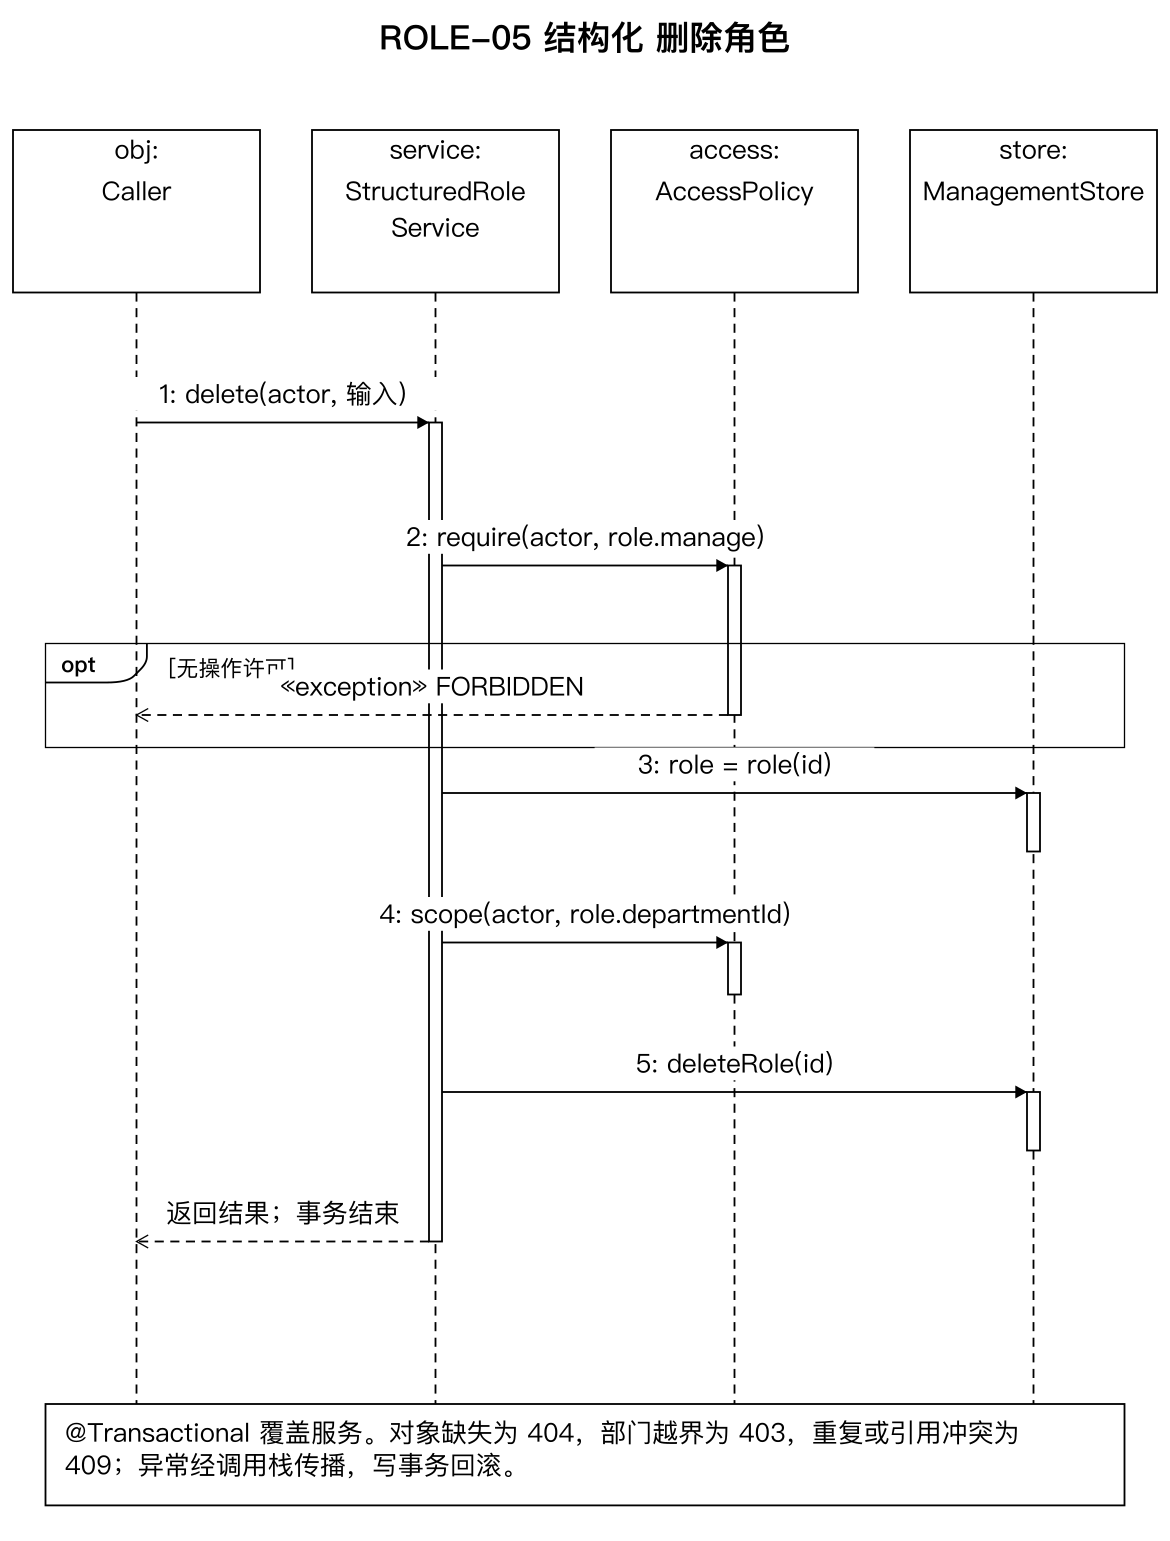 ROLE-05 结构化 删除角色
obj:
Caller
service:
StructuredRole
Service
access:
AccessPolicy
store:
ManagementStore
1: delete(actor, 输入)
2: require(actor, role.manage)
opt
[无操作许可]
«exception» FORBIDDEN
3: role = role(id)
4: scope(actor, role.departmentId)
5: deleteRole(id)
返回结果；事务结束
@Transactional 覆盖服务。对象缺失为 404，部门越界为 403，重复或引用冲突为
409；异常经调用栈传播，写事务回滚。